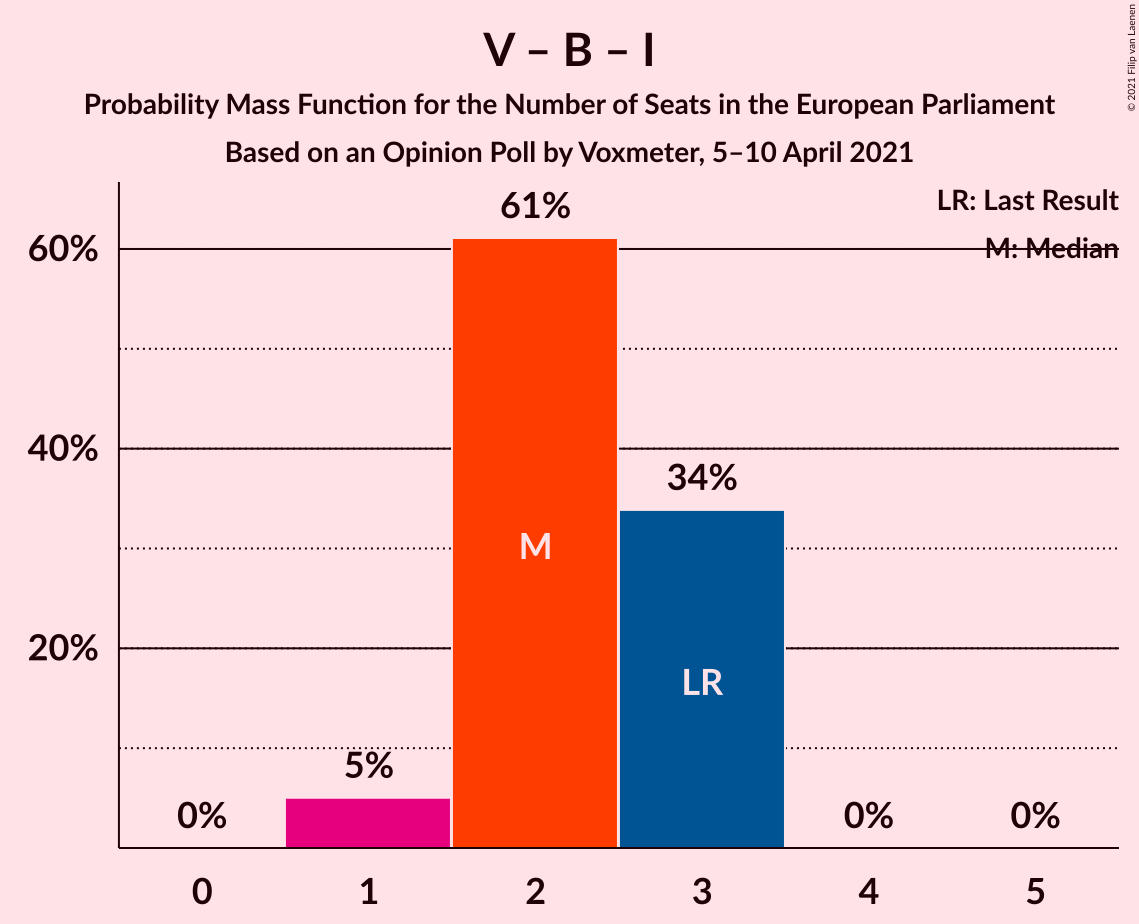 V – B – I
Probability Mass Function for the Number of Seats in the European Parliament
Based on an Opinion Poll by Voxmeter, 5–10 April 2021
© 2021 Filip van Laenen
LR: Last Result
M: Median
60%
40%
20%
0%
5%
61%
M
34%
LR
0%
0%
0 1 2 3 4 5